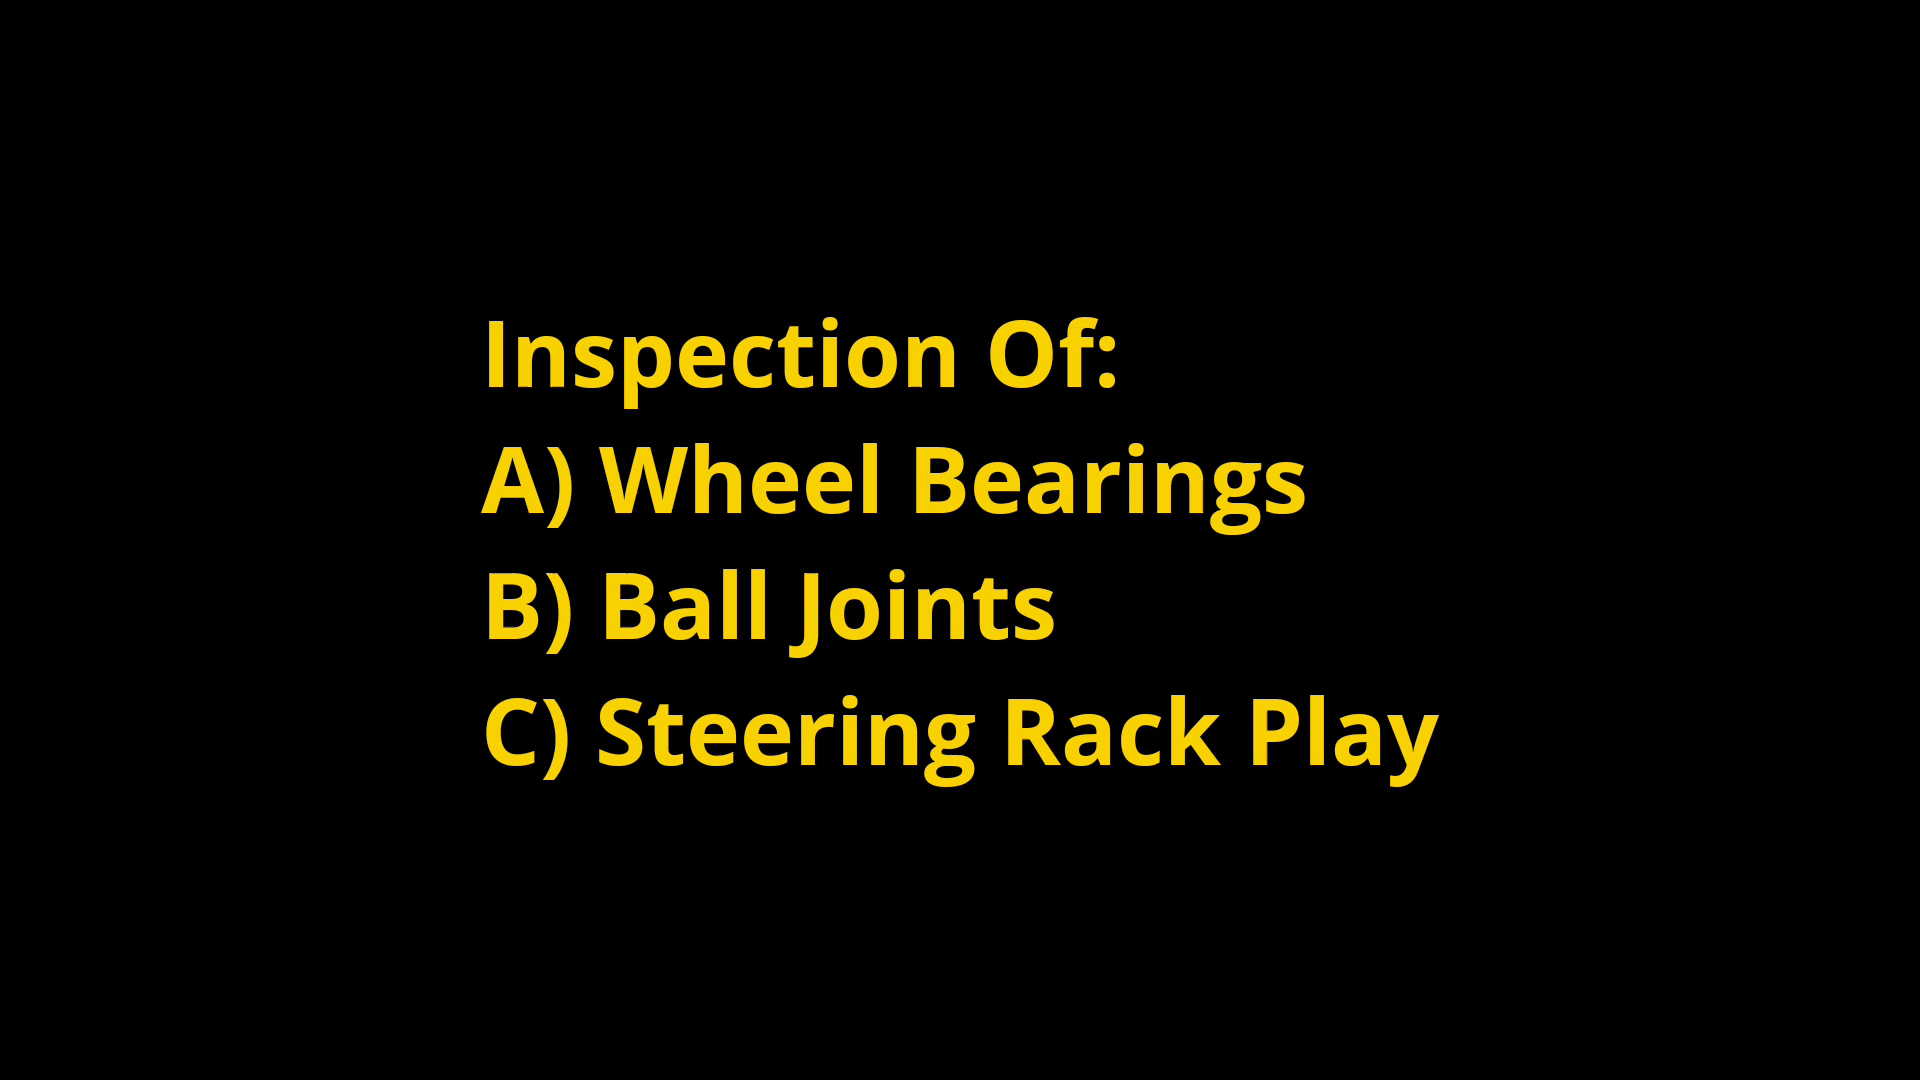 Inspection Of:
A) Wheel Bearings
B) Ball Joints
C) Steering Rack Play